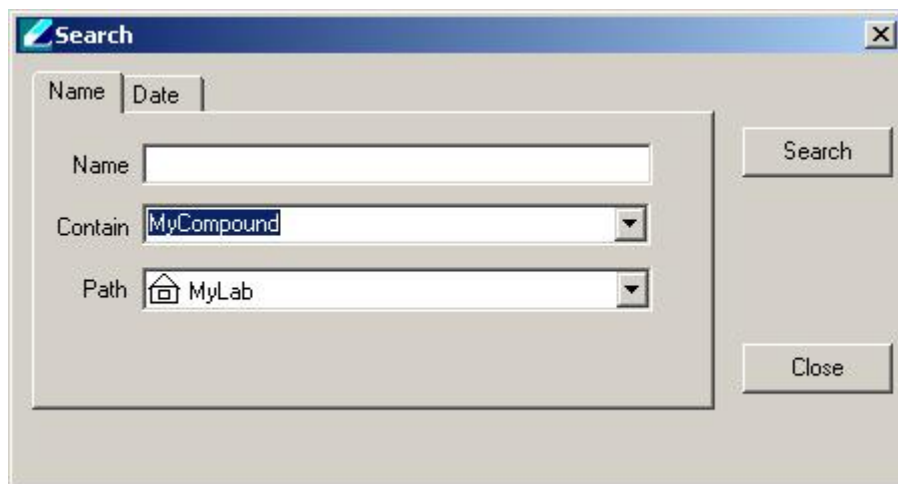 Search
Name Date
Name
Search
Contain MyCompound
Path MyLab
Close